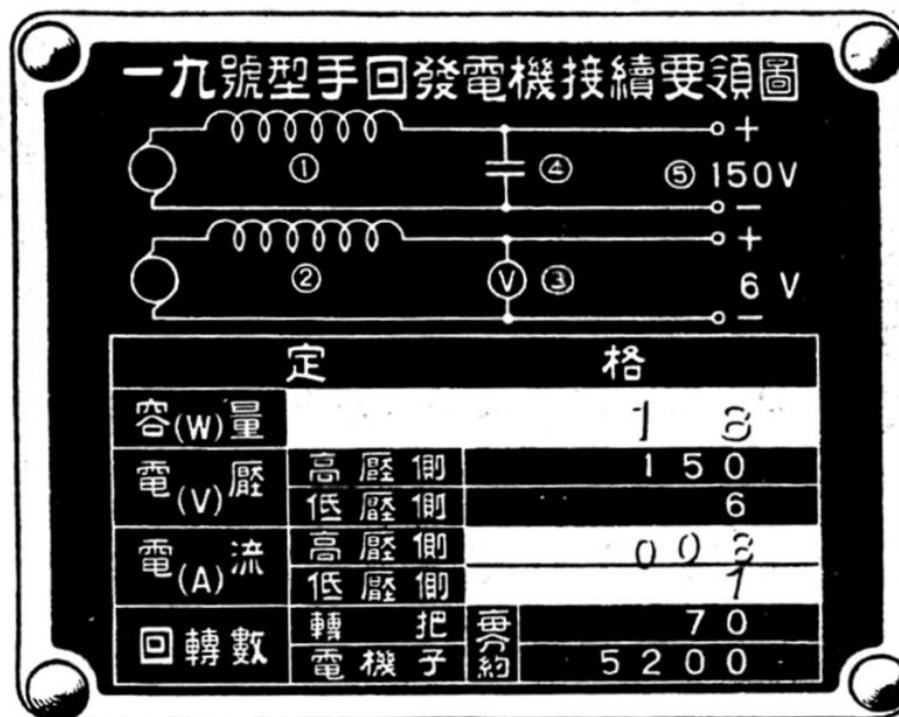 一九號型手回發電機接續要領圖
① ④ ⑤ 150V
+
−
② V ③ 6 V
+
−
定 格
容(W)量 18
電(V)壓 高壓側 150
低壓側 6
電(A)流 高壓側 008
低壓側 1
回轉數 轉把 每分約 70
電機子 5200